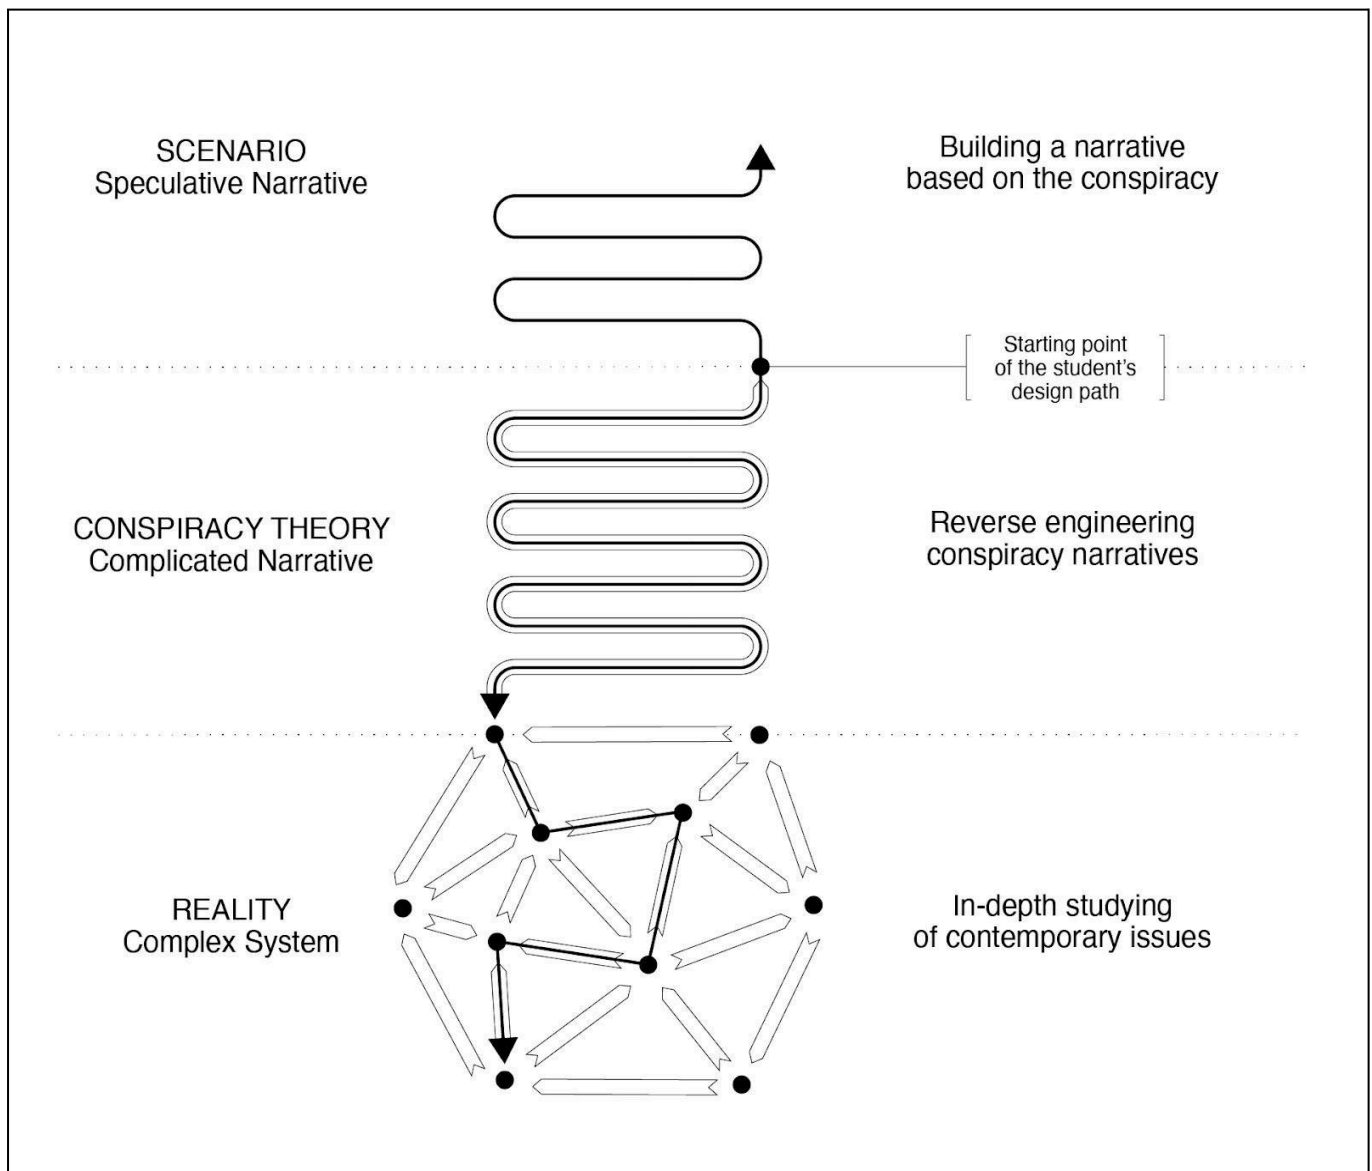 SCENARIO
Speculative Narrative
Building a narrative
based on the conspiracy
Starting point
of the student's
design path
CONSPIRACY THEORY
Complicated Narrative
Reverse engineering
conspiracy narratives
REALITY
Complex System
In-depth studying
of contemporary issues